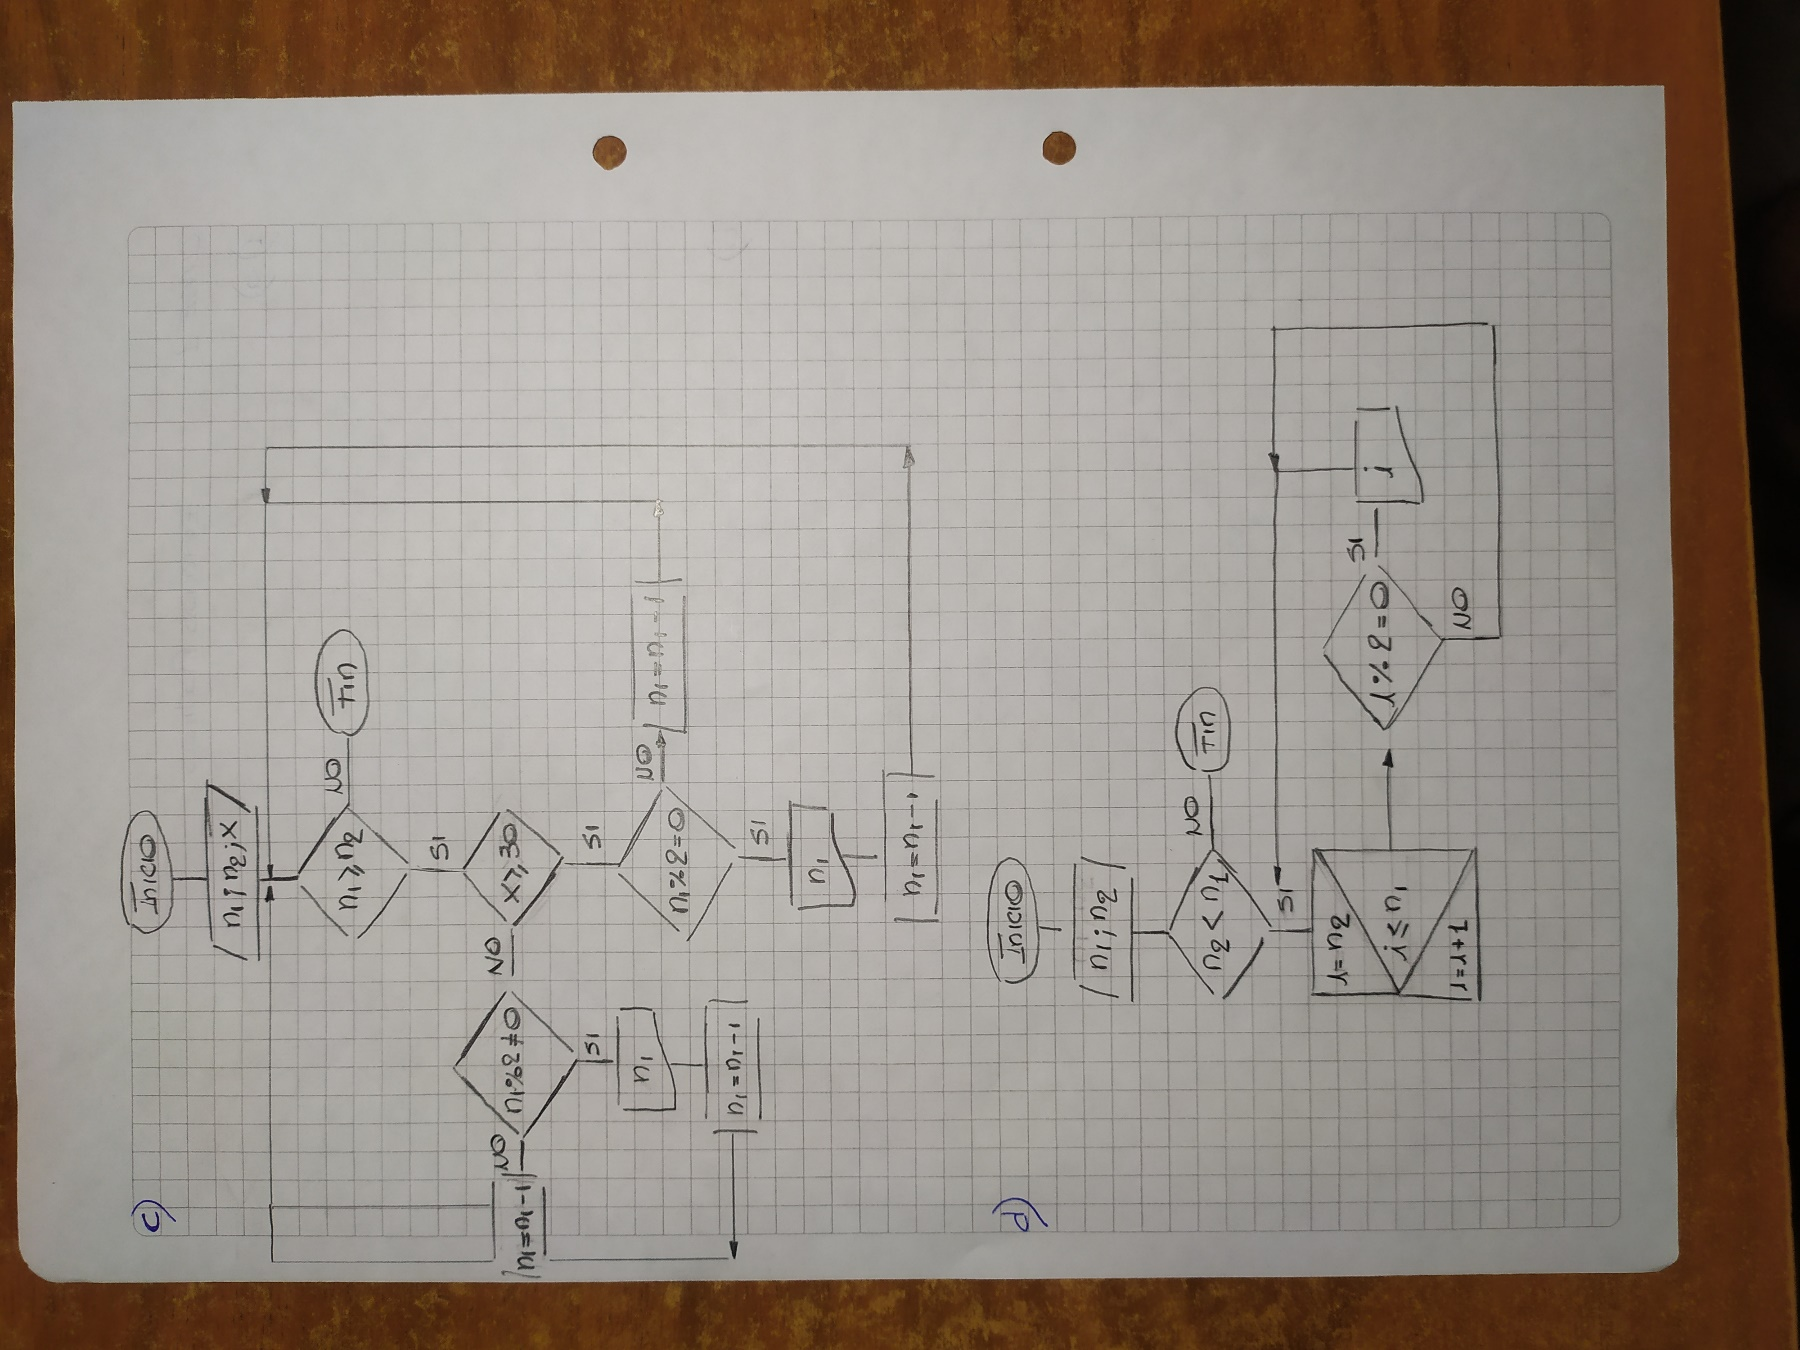 c)
INICIO
n1; n2; x
n1 ≥ n2
NO
Fin
SI
x ≥ 30
NO
SI
n1%2≠0
NO
n1=n1-1
SI
n1
n1=n1-1
n1%2=0
NO
n1=n1-1
SI
n1
n1=n1-1
d)
INICIO
n1; n2
n2 > n1
NO
Fin
SI
i=n2
i≤n1
i=i+1
i%2=0
SI
i
NO